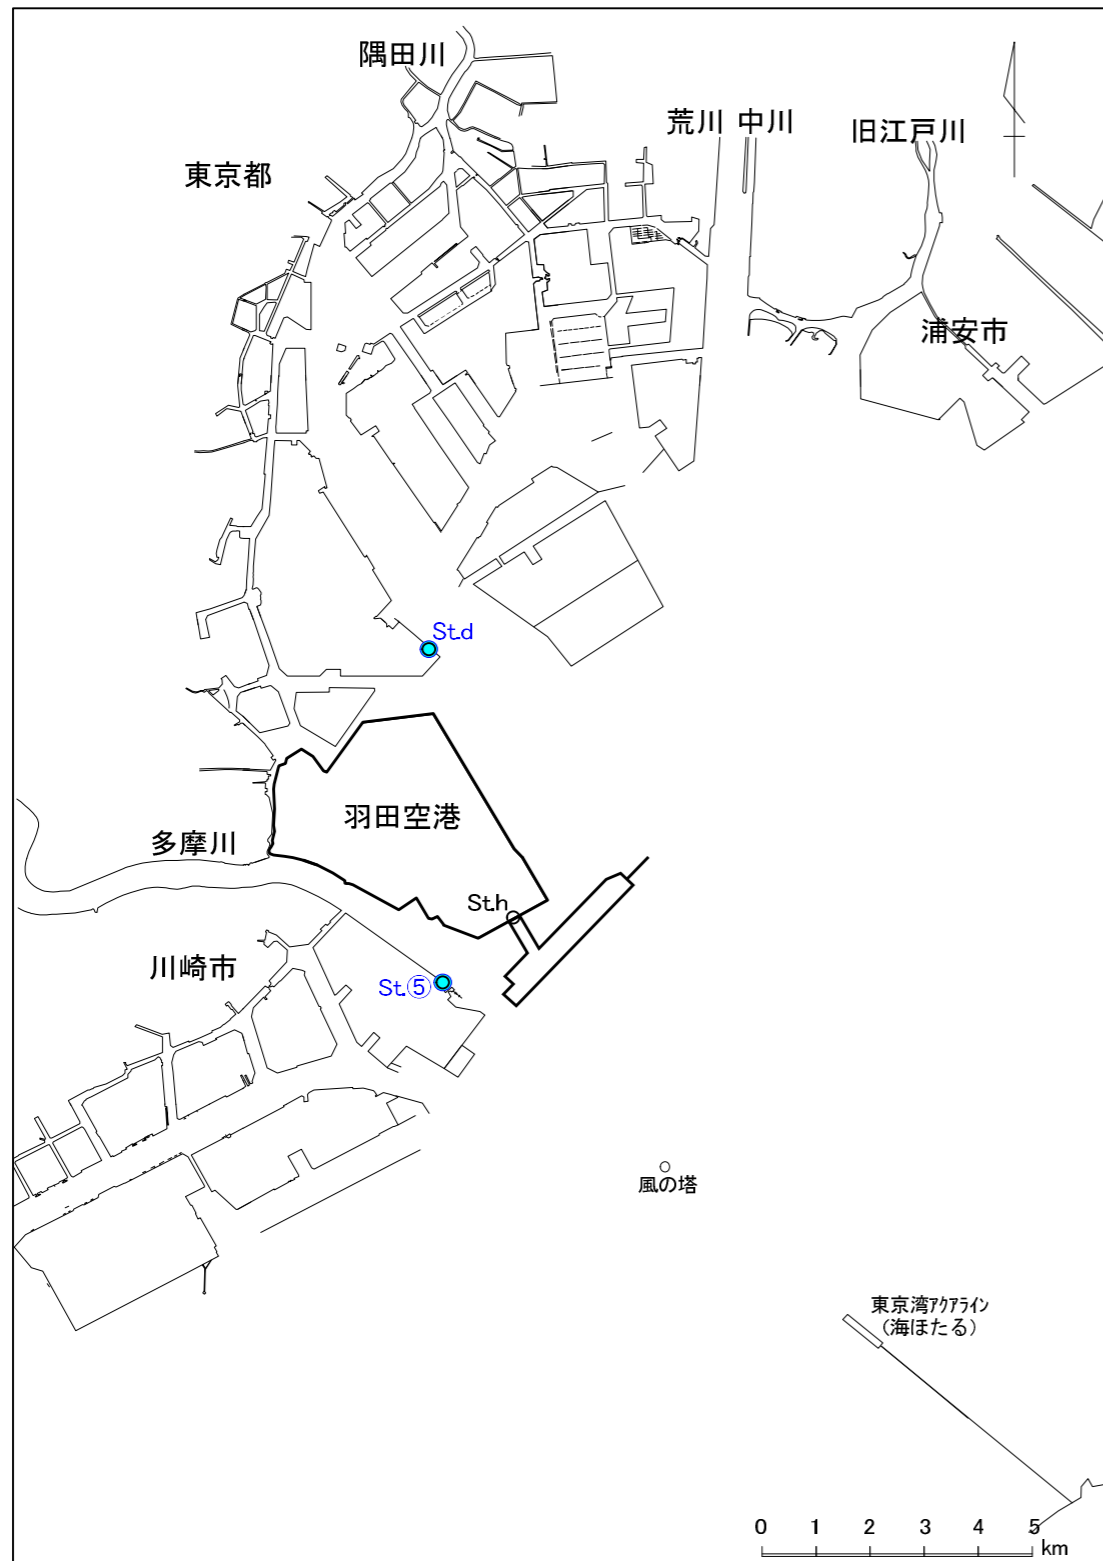 隅田川
荒川 中川
旧江戸川
東京都
浦安市
St.d
羽田空港
多摩川
St.h
川崎市
St.⑤
風の塔
東京湾アクアライン
(海ほたる)
0 1 2 3 4 5
km